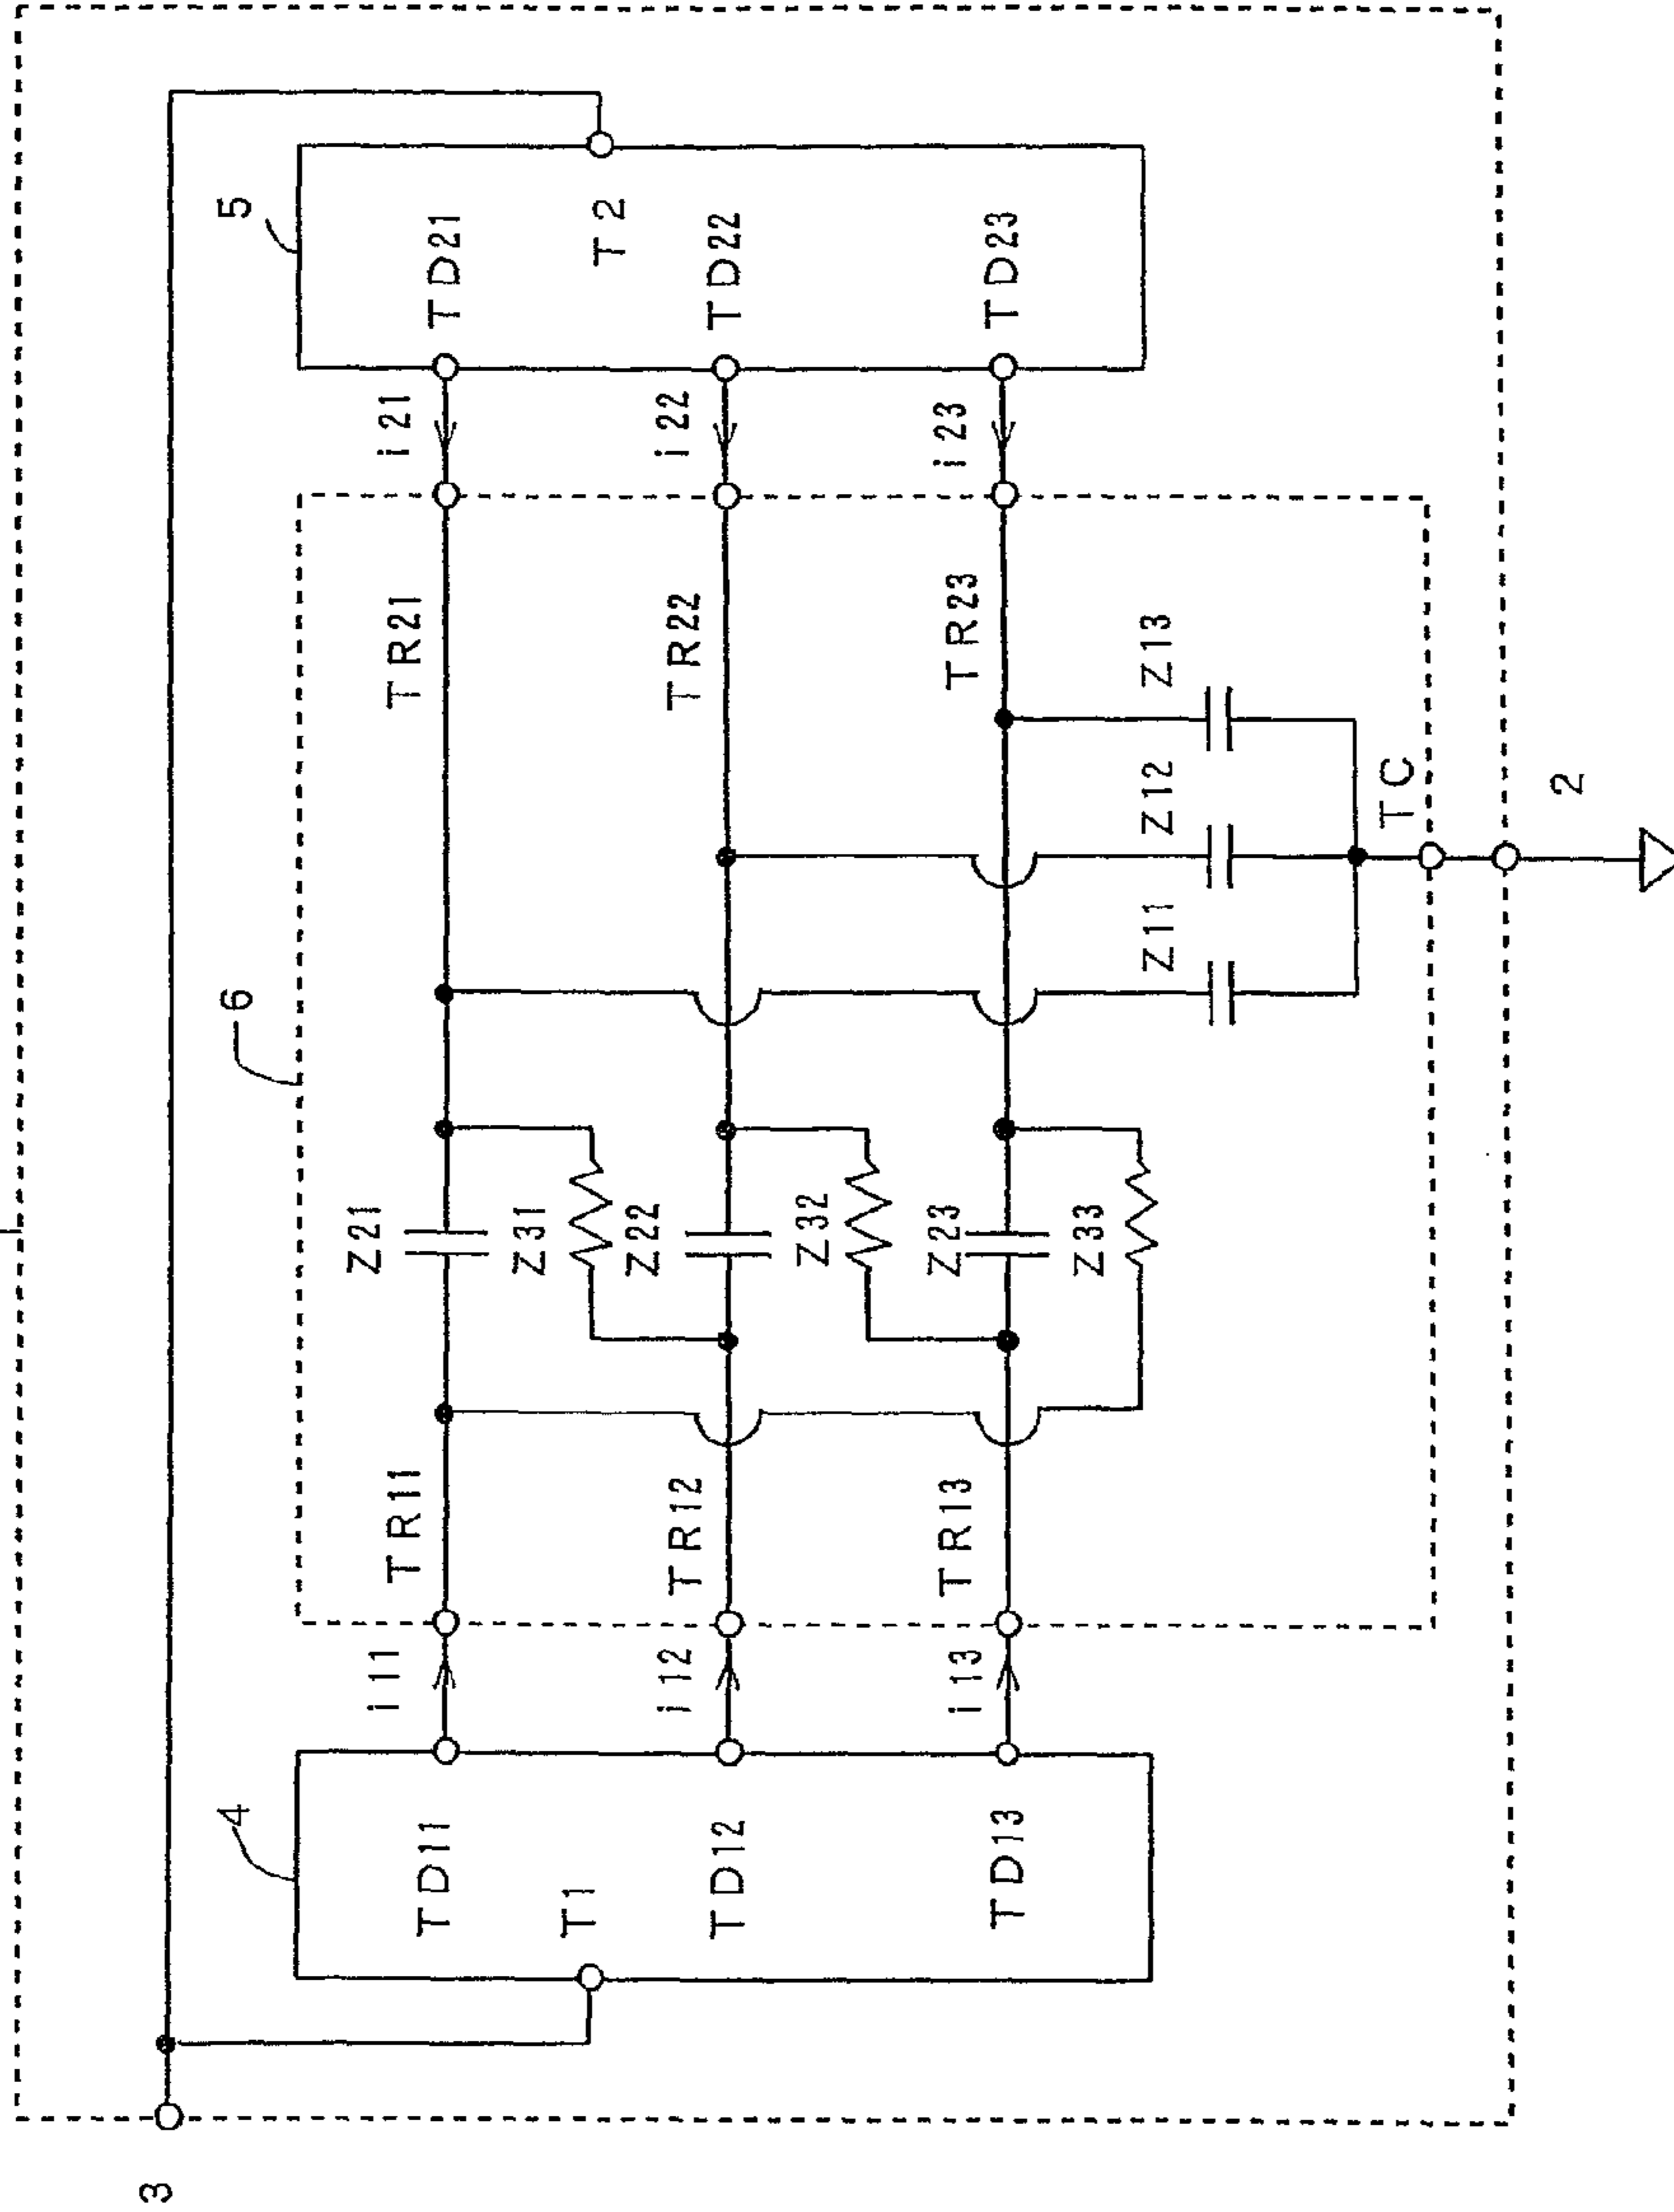 3
4
TD11
T1
TD12
TD13
i11
i12
i13
TR11
TR12
TR13
6
Z21
Z31
Z22
Z32
Z23
Z33
Z11
Z12
Z13
TC
2
TR21
TR22
TR23
i21
i22
i23
5
TD21
T2
TD22
TD23